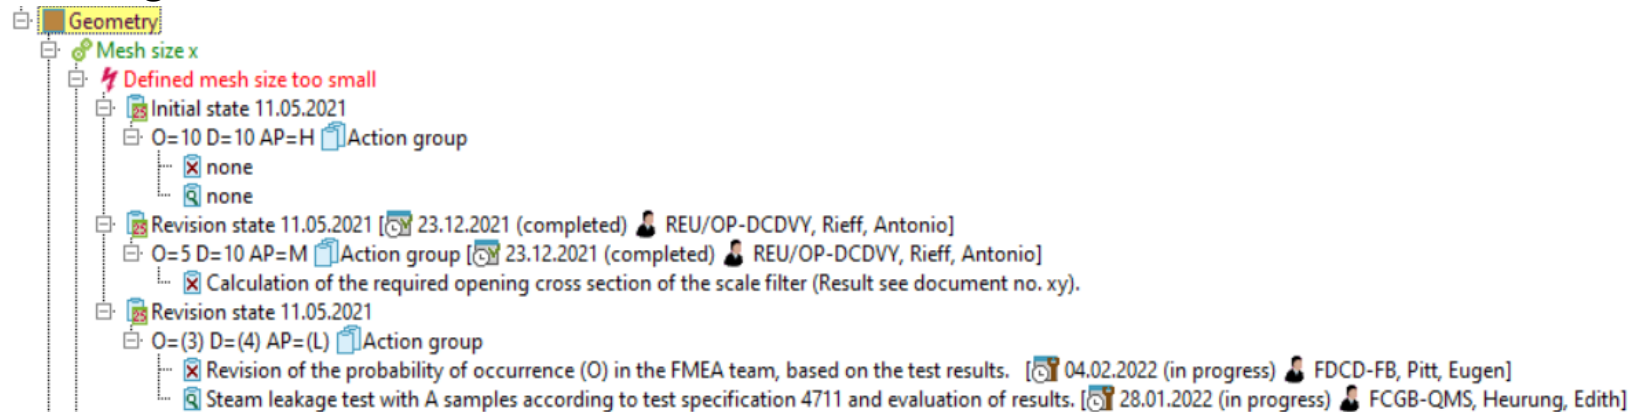 Geometry
Mesh size x
Defined mesh size too small
Initial state 11.05.2021
O=10 D=10 AP=H Action group
none
none
Revision state 11.05.2021 [ 23.12.2021 (completed) REU/OP-DCDVY, Rieff, Antonio]
O=5 D=10 AP=M Action group [ 23.12.2021 (completed) REU/OP-DCDVY, Rieff, Antonio]
Calculation of the required opening cross section of the scale filter (Result see document no. xy).
Revision state 11.05.2021
O=(3) D=(4) AP=(L) Action group
Revision of the probability of occurrence (O) in the FMEA team, based on the test results. [ 04.02.2022 (in progress) FDCD-FB, Pitt, Eugen]
Steam leakage test with A samples according to test specification 4711 and evaluation of results. [ 28.01.2022 (in progress) FCGB-QMS, Heurung, Edith]